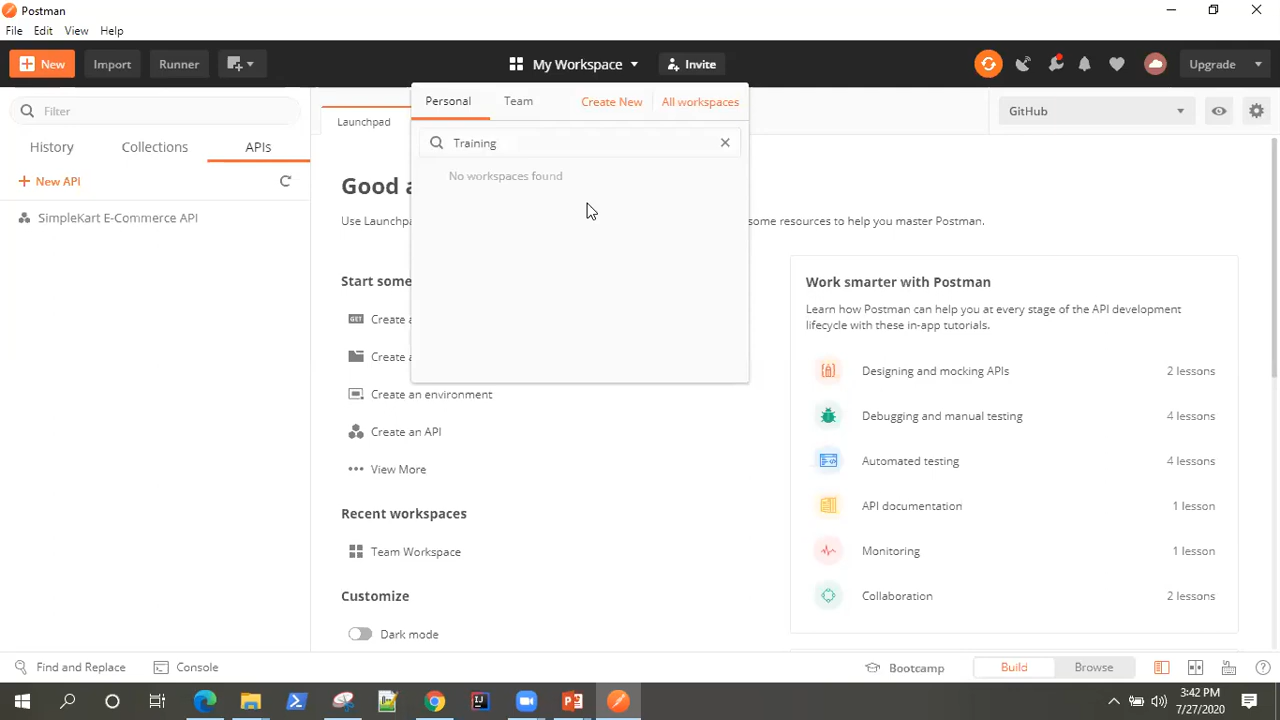 Postman
File Edit View Help
New Import Runner My Workspace Invite Upgrade
Filter
History Collections APIs
New API
SimpleKart E-Commerce API
Launchpad
Personal Team Create New All workspaces
Training
No workspaces found
GitHub
Good a
Use Launchpa some resources to help you master Postman.
Start some
GET Create a
Create a
Create an environment
Create an API
View More
Recent workspaces
Team Workspace
Customize
Dark mode
Work smarter with Postman
Learn how Postman can help you at every stage of the API development
lifecycle with these in-app tutorials.
Designing and mocking APIs 2 lessons
Debugging and manual testing 4 lessons
Automated testing 4 lessons
API documentation 1 lesson
Monitoring 1 lesson
Collaboration 2 lessons
Find and Replace Console Bootcamp Build Browse
3:42 PM
7/27/2020